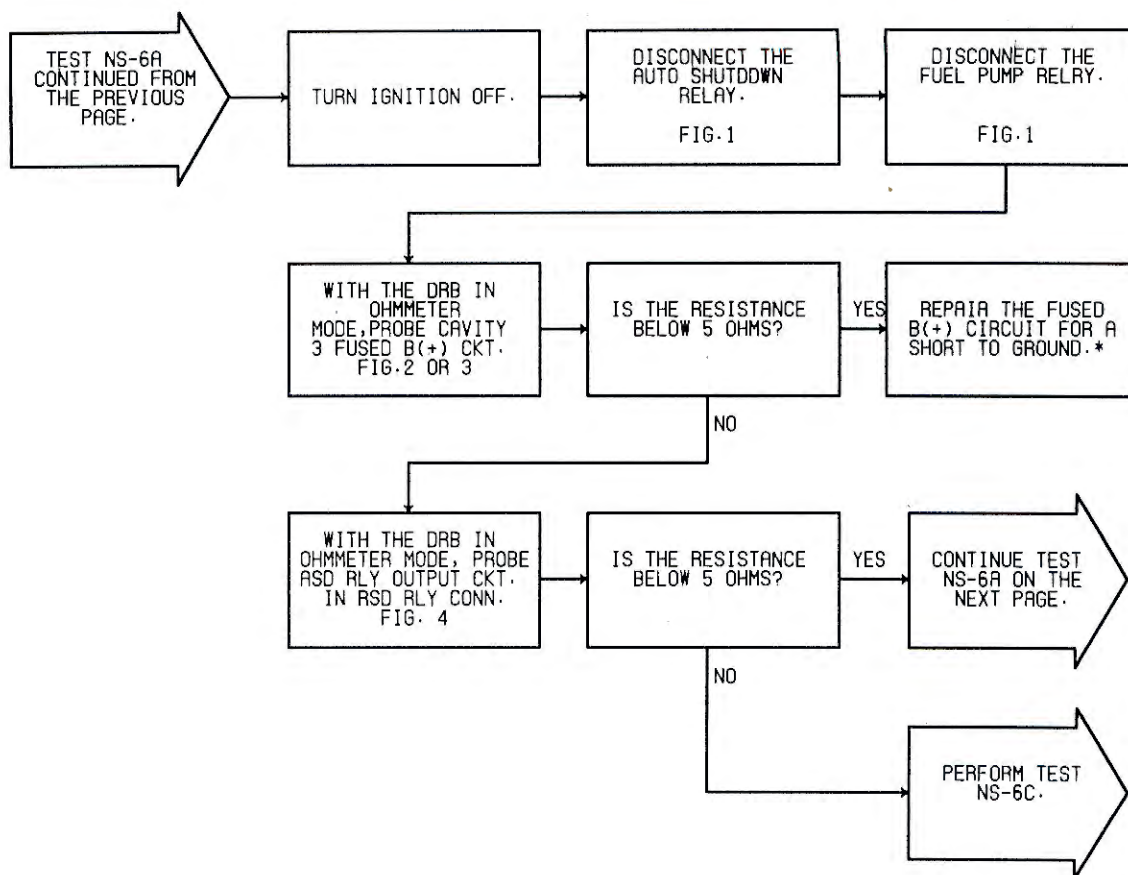 TEST NS-6A
CONTINUED FROM
THE PREVIOUS
PAGE.
TURN IGNITION OFF.
DISCONNECT THE
AUTO SHUTDDWN
RELAY.
FIG.1
DISCONNECT THE
FUEL PUMP RELRY.
FIG.1
WITH THE DRB IN
OHMMETER
MODE,PROBE CAVITY
3 FUSED B(+) CKT.
FIG.2 OR 3
IS THE RESISTANCE
BELOW 5 OHMS?
YES
REPAIR THE FUSED
B(+) CIRCUIT FOR A
SHORT TO GROUND.*
NO
WITH THE DRB IN
OHMMETER MODE, PROBE
ASD RLY OUTPUT CKT.
IN RSD RLY CONN.
FIG. 4
IS THE RESISTANCE
BELOW 5 OHMS?
YES
CONTINUE TEST
NS-6A ON THE
NEXT PAGE.
NO
PERFORM TEST
NS-6C.